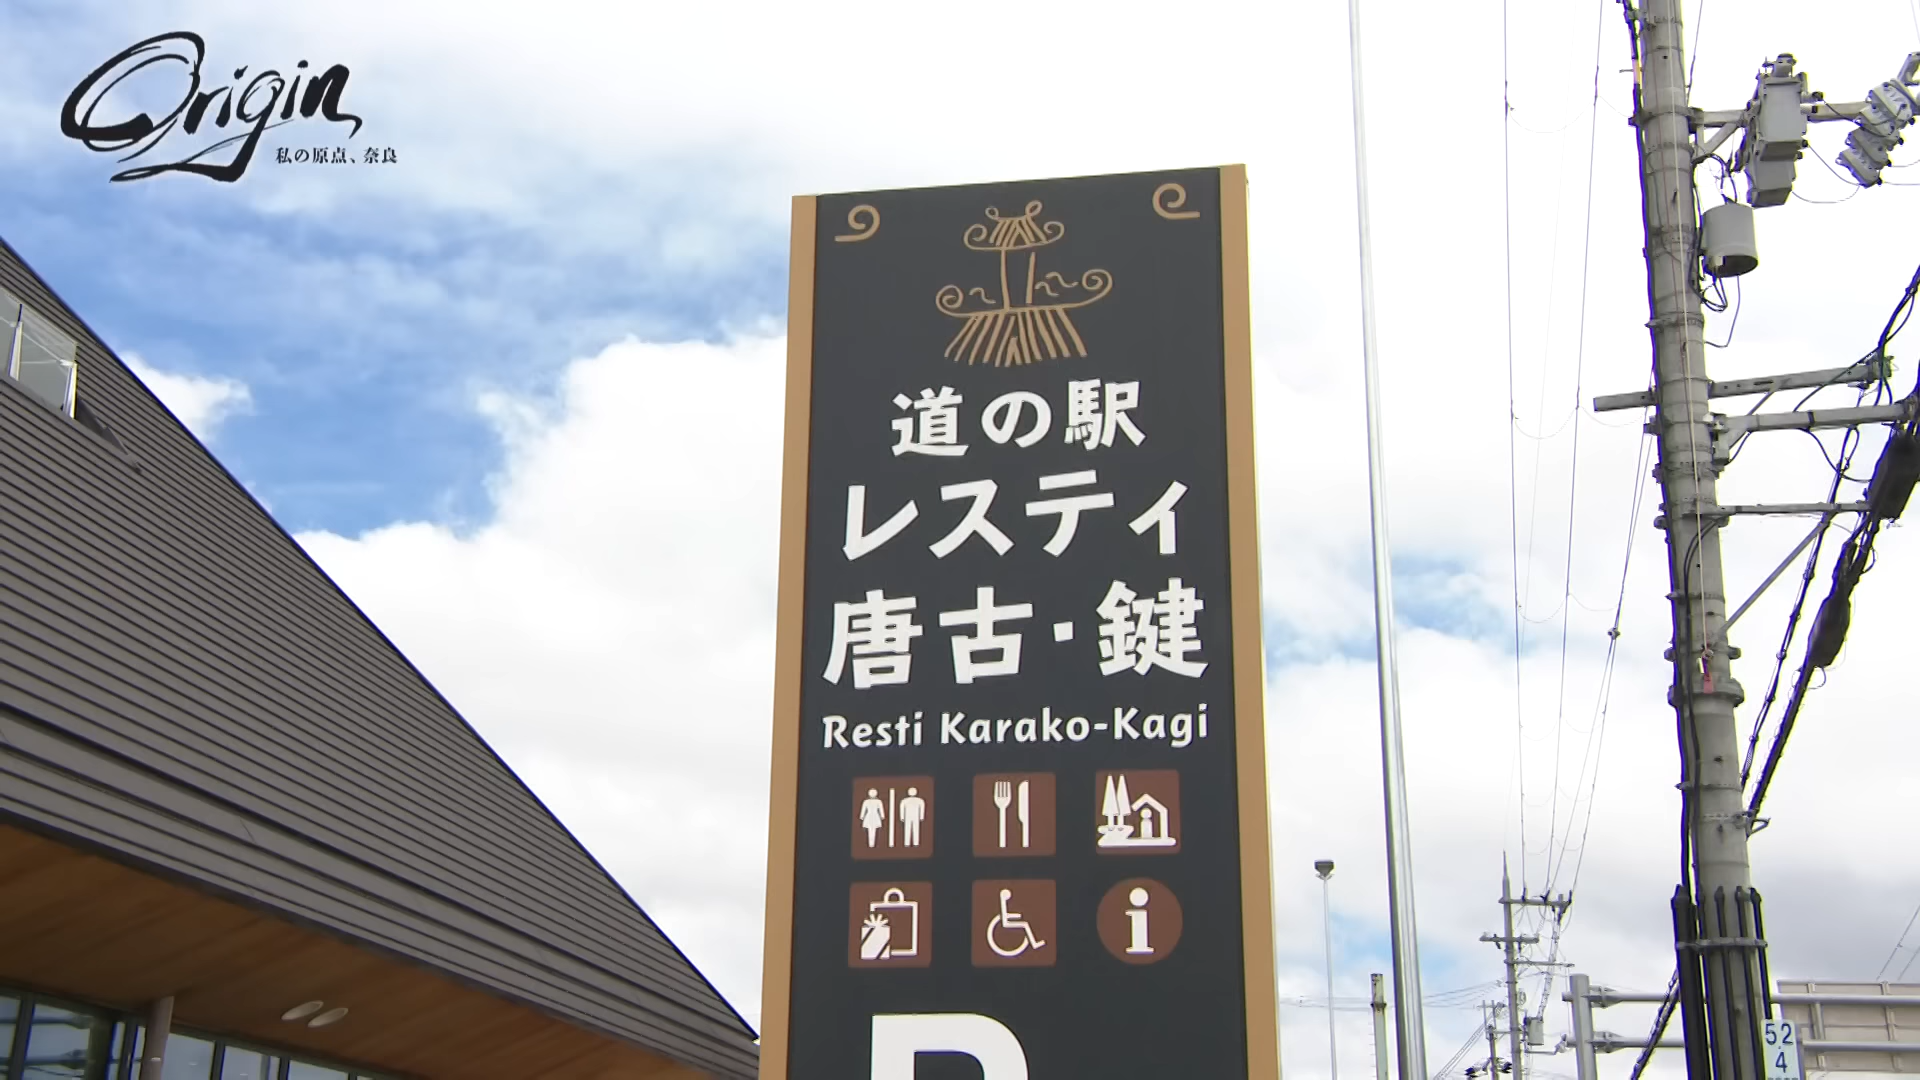 Origin
私の原点、奈良
道の駅
レスティ
唐古・鍵
Resti Karako-Kagi
P
52
4